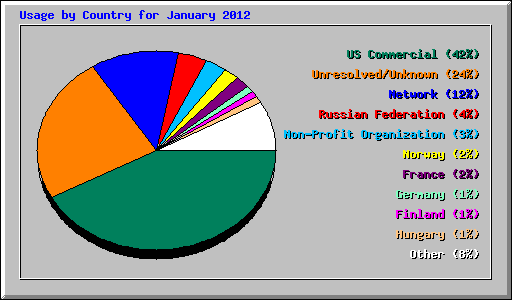 Usage by Country for January 2012
US Commercial (42%)
Unresolved/Unknown (24%)
Network (12%)
Russian Federation (4%)
Non-Profit Organization (3%)
Norway (2%)
France (2%)
Germany (1%)
Finland (1%)
Hungary (1%)
Other (8%)